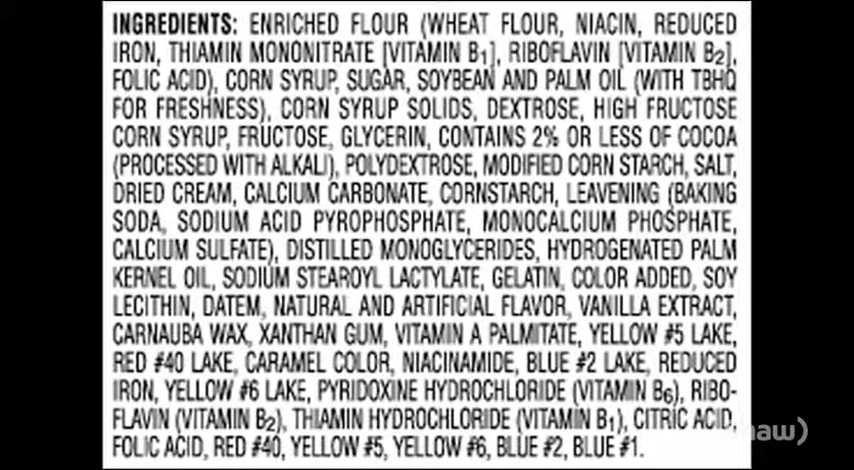 INGREDIENTS: ENRICHED FLOUR (WHEAT FLOUR, NIACIN, REDUCED
IRON, THIAMIN MONONITRATE [VITAMIN B1], RIBOFLAVIN [VITAMIN B2],
FOLIC ACID), CORN SYRUP, SUGAR, SOYBEAN AND PALM OIL (WITH TBHQ
FOR FRESHNESS), CORN SYRUP SOLIDS, DEXTROSE, HIGH FRUCTOSE
CORN SYRUP, FRUCTOSE, GLYCERIN, CONTAINS 2% OR LESS OF COCOA
(PROCESSED WITH ALKALI), POLYDEXTROSE, MODIFIED CORN STARCH, SALT,
DRIED CREAM, CALCIUM CARBONATE, CORNSTARCH, LEAVENING (BAKING
SODA, SODIUM ACID PYROPHOSPHATE, MONOCALCIUM PHOSPHATE,
CALCIUM SULFATE), DISTILLED MONOGLYCERIDES, HYDROGENATED PALM
KERNEL OIL, SODIUM STEAROYL LACTYLATE, GELATIN, COLOR ADDED, SOY
LECITHIN, DATEM, NATURAL AND ARTIFICIAL FLAVOR, VANILLA EXTRACT,
CARNAUBA WAX, XANTHAN GUM, VITAMIN A PALMITATE, YELLOW #5 LAKE,
RED #40 LAKE, CARAMEL COLOR, NIACINAMIDE, BLUE #2 LAKE, REDUCED
IRON, YELLOW #6 LAKE, PYRIDOXINE HYDROCHLORIDE (VITAMIN B6), RIBO-
FLAVIN (VITAMIN B2), THIAMIN HYDROCHLORIDE (VITAMIN B1), CITRIC ACID,
FOLIC ACID, RED #40, YELLOW #5, YELLOW #6, BLUE #2, BLUE #1.